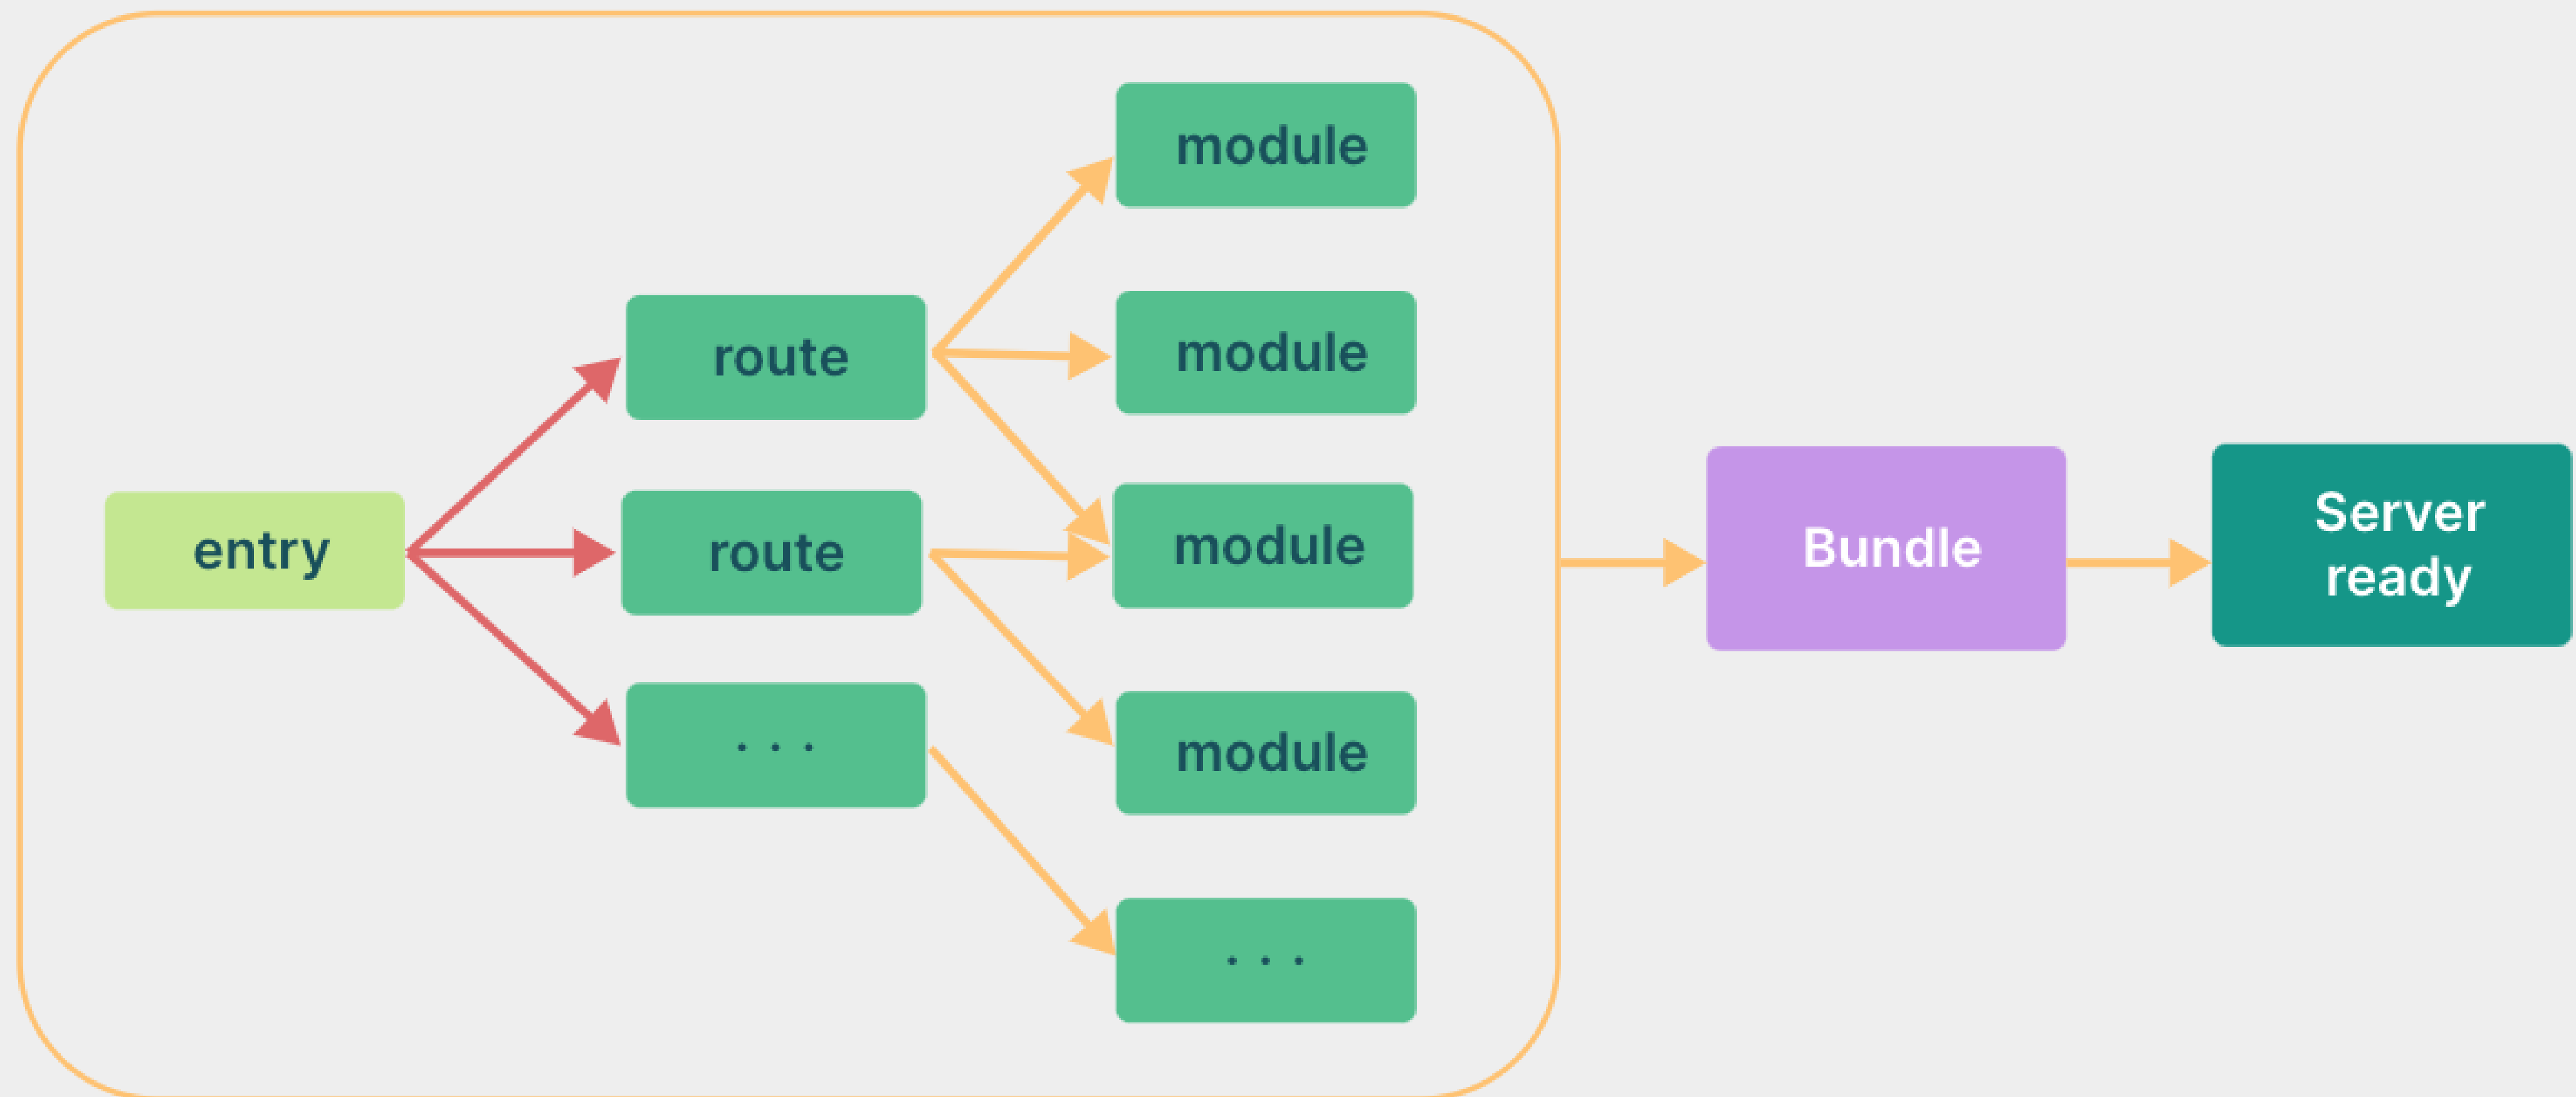 module
route
module
entry
route
module
Bundle
Server
ready
. . .
module
. . .